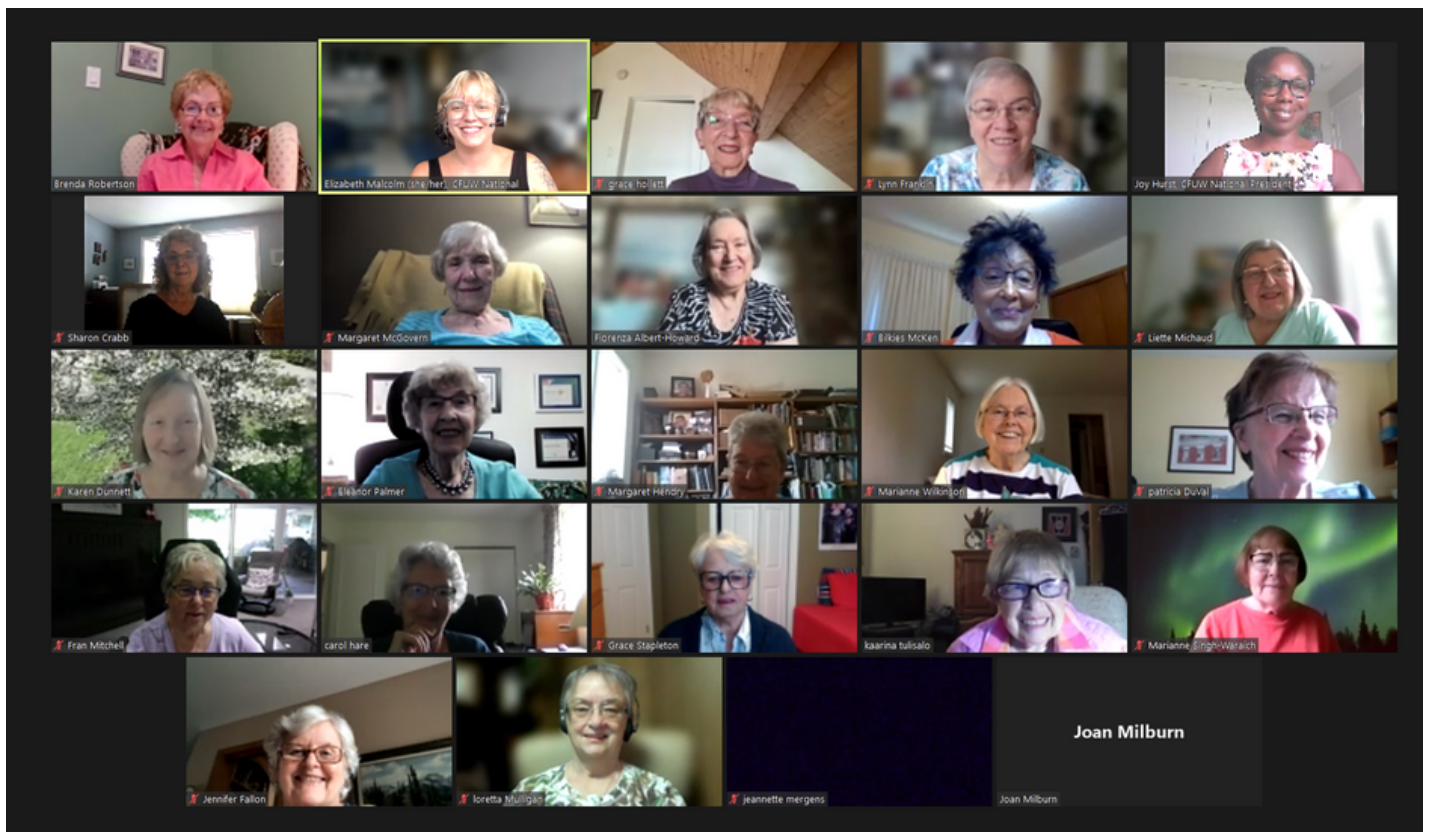 Brenda Robertson
Elizabeth Malcolm (she/her), CFUW National
grace hollett
Lynn Franklin
Joy Hurst, CFUW National President
Sharon Crabb
Margaret McGovern
Fiorenza Albert-Howard
Bilkies McKen
Liette Michaud
Karen Dunnett
Eleanor Palmer
Margaret Hendry
Marianne Wilkinson
patricia DuVal
Fran Mitchell
carol hare
Grace Stapleton
kaarina tulisalo
Marianne Singh-Waraich
Jennifer Fallon
loretta Mulligan
jeannette mergens
Joan Milburn
Joan Milburn